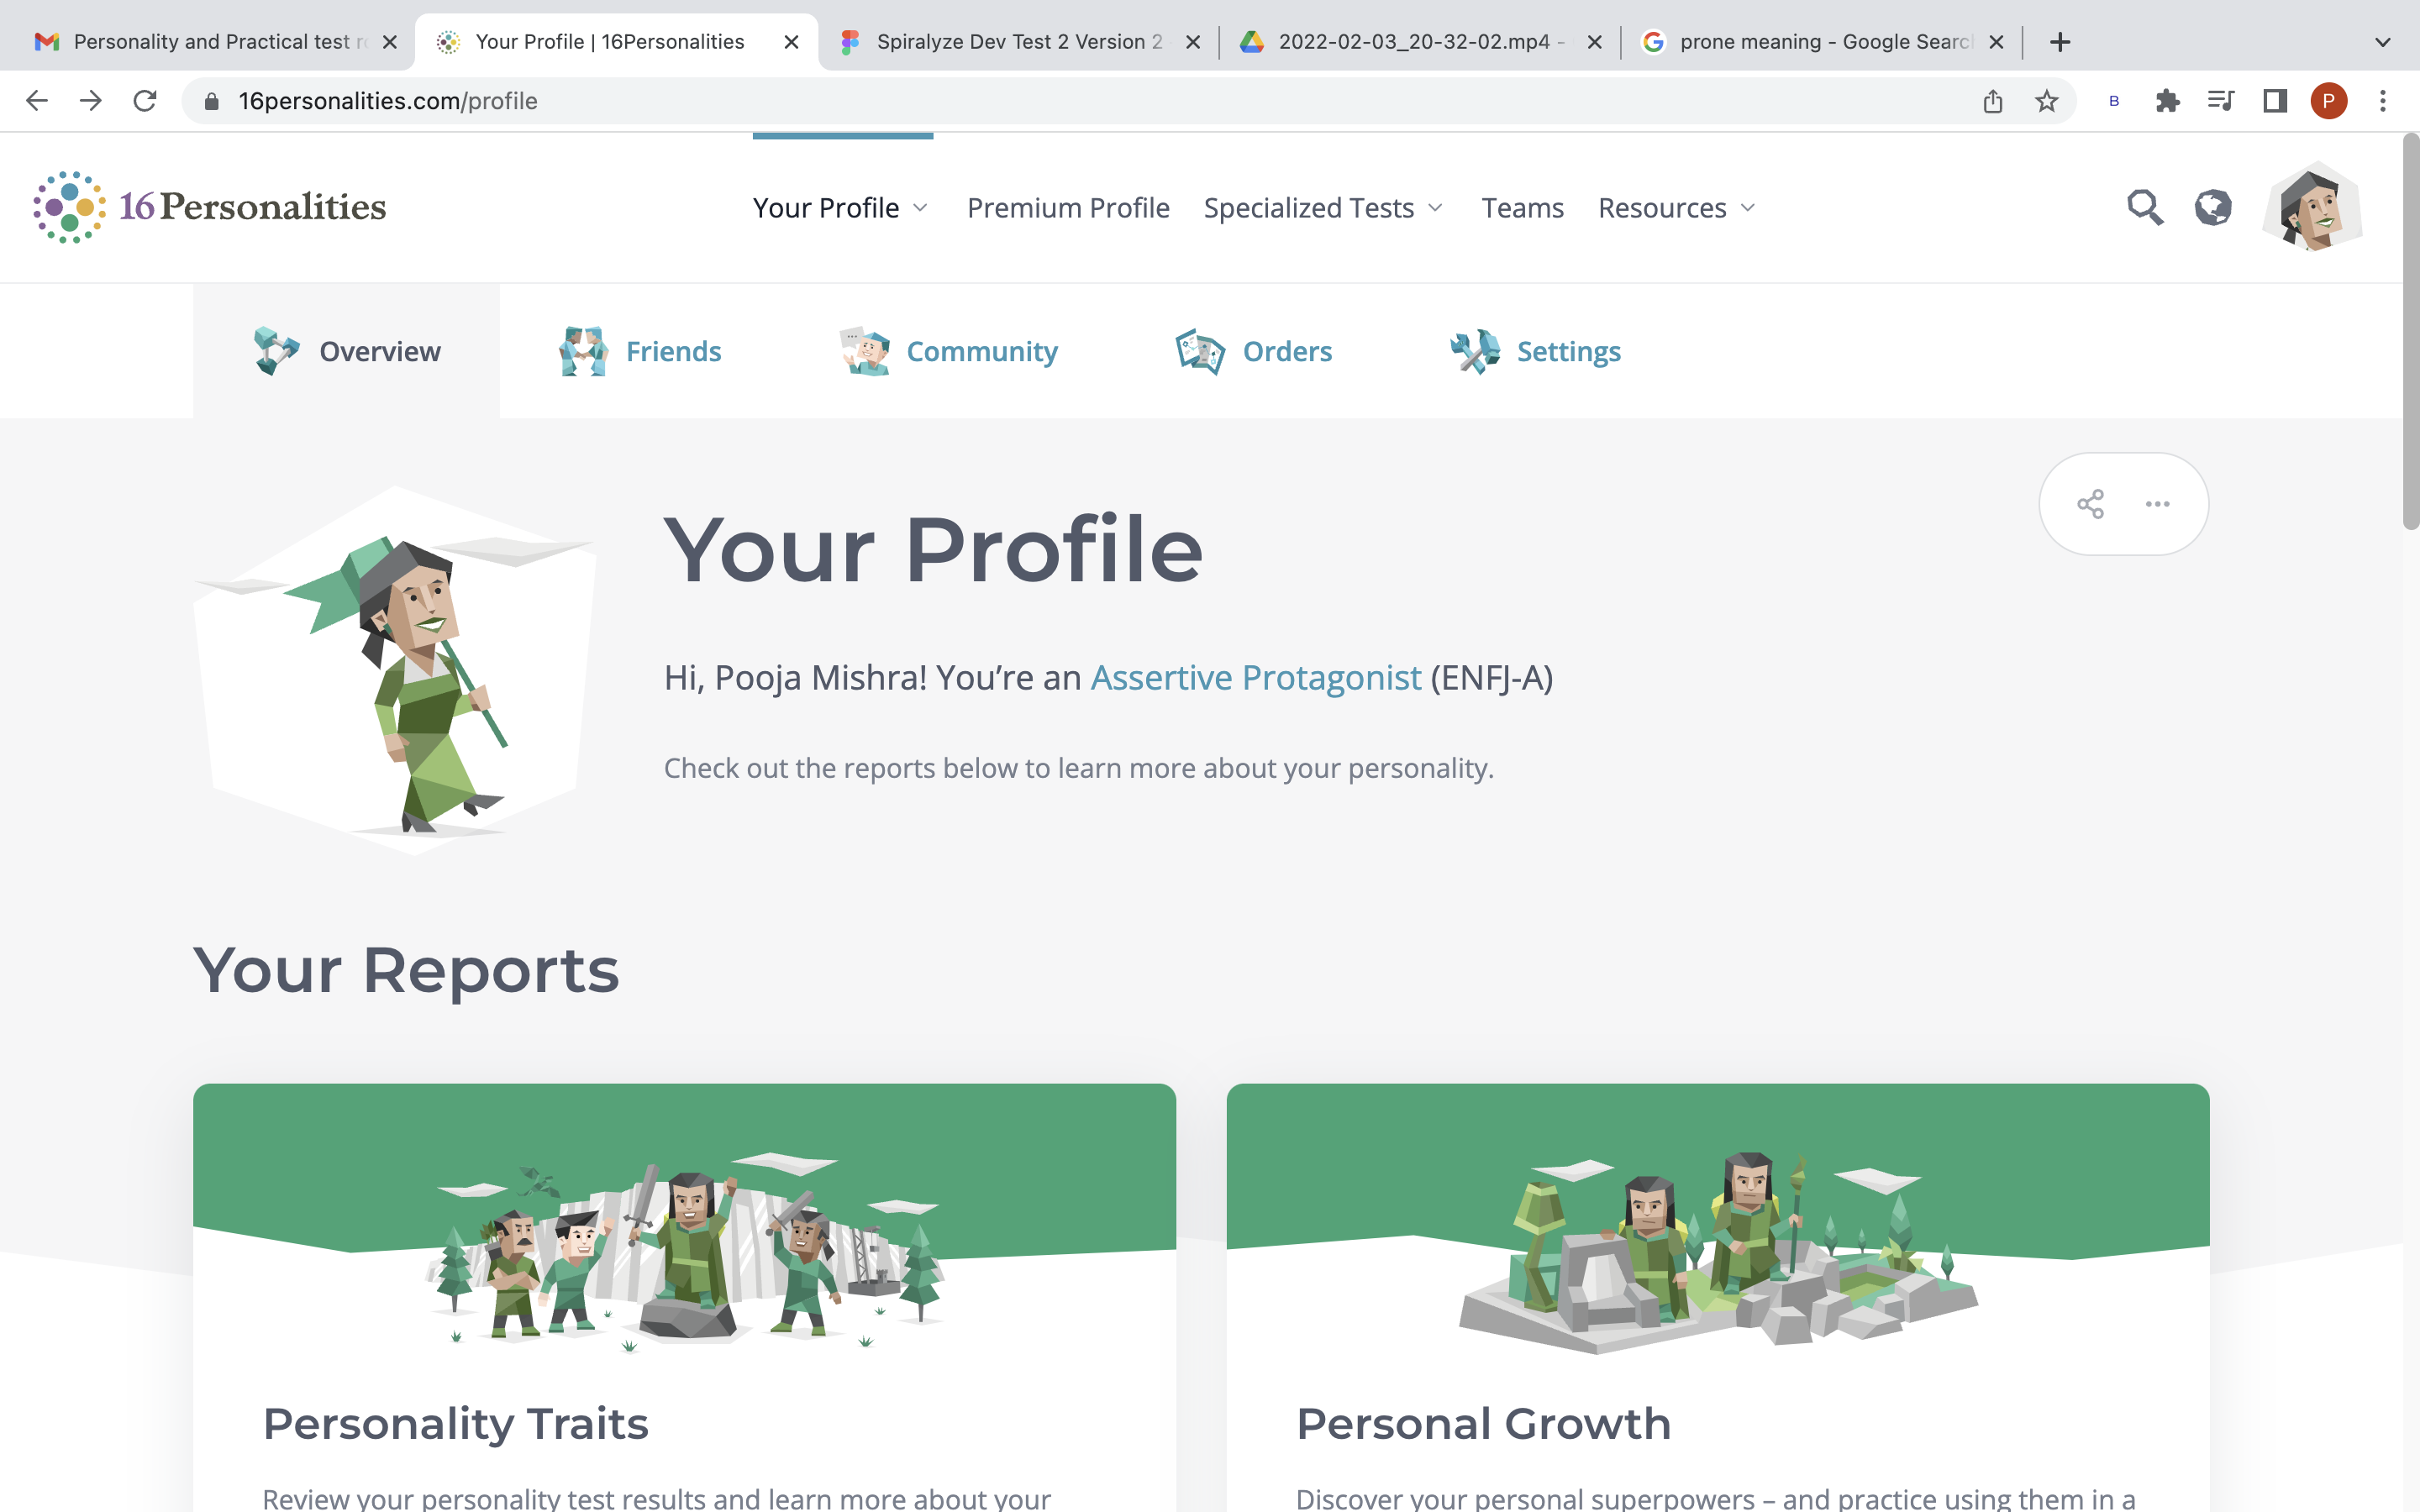 Personality and Practical test r
Your Profile | 16Personalities
Spiralyze Dev Test 2 Version 2
2022-02-03_20-32-02.mp4 -
prone meaning - Google Searc
16personalities.com/profile
B
P
16Personalities
Your Profile
Premium Profile
Specialized Tests
Teams
Resources
Overview
Friends
Community
Orders
Settings
Your Profile
Hi, Pooja Mishra! You’re an Assertive Protagonist (ENFJ-A)
Check out the reports below to learn more about your personality.
Your Reports
Personality Traits
Review your personality test results and learn more about your
Personal Growth
Discover your personal superpowers – and practice using them in a